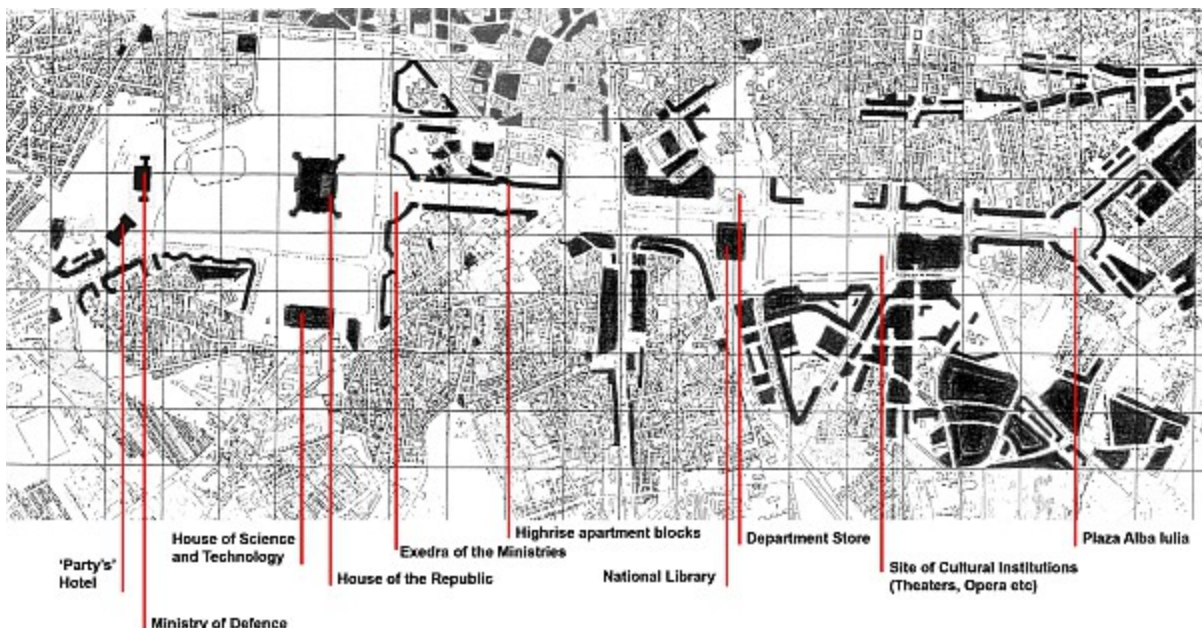 House of Science
and Technology
Highrise apartment blocks
Department Store
Plaza Alba Iulia
Exedra of the Ministries
'Party's'
Hotel
House of the Republic
National Library
Site of Cultural Institutions
(Theaters, Opera etc)
Ministry of Defence